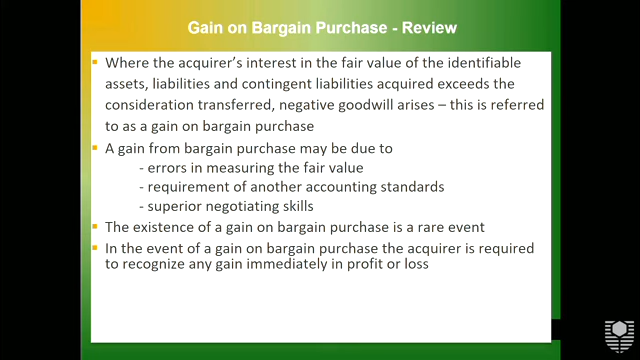 Gain on Bargain Purchase - Review
Where the acquirer's interest in the fair value of the identifiable
assets, liabilities and contingent liabilities acquired exceeds the
consideration transferred, negative goodwill arises – this is referred
to as a gain on bargain purchase
A gain from bargain purchase may be due to
- errors in measuring the fair value
- requirement of another accounting standards
- superior negotiating skills
The existence of a gain on bargain purchase is a rare event
In the event of a gain on bargain purchase the acquirer is required
to recognize any gain immediately in profit or loss